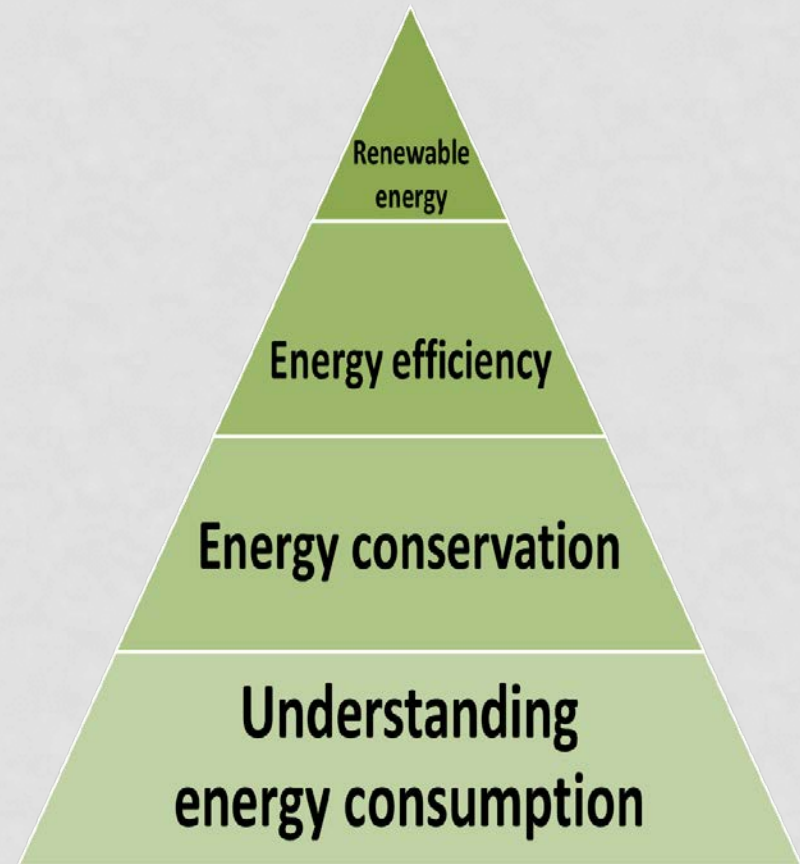 Renewable
energy
Energy efficiency
Energy conservation
Understanding
energy consumption